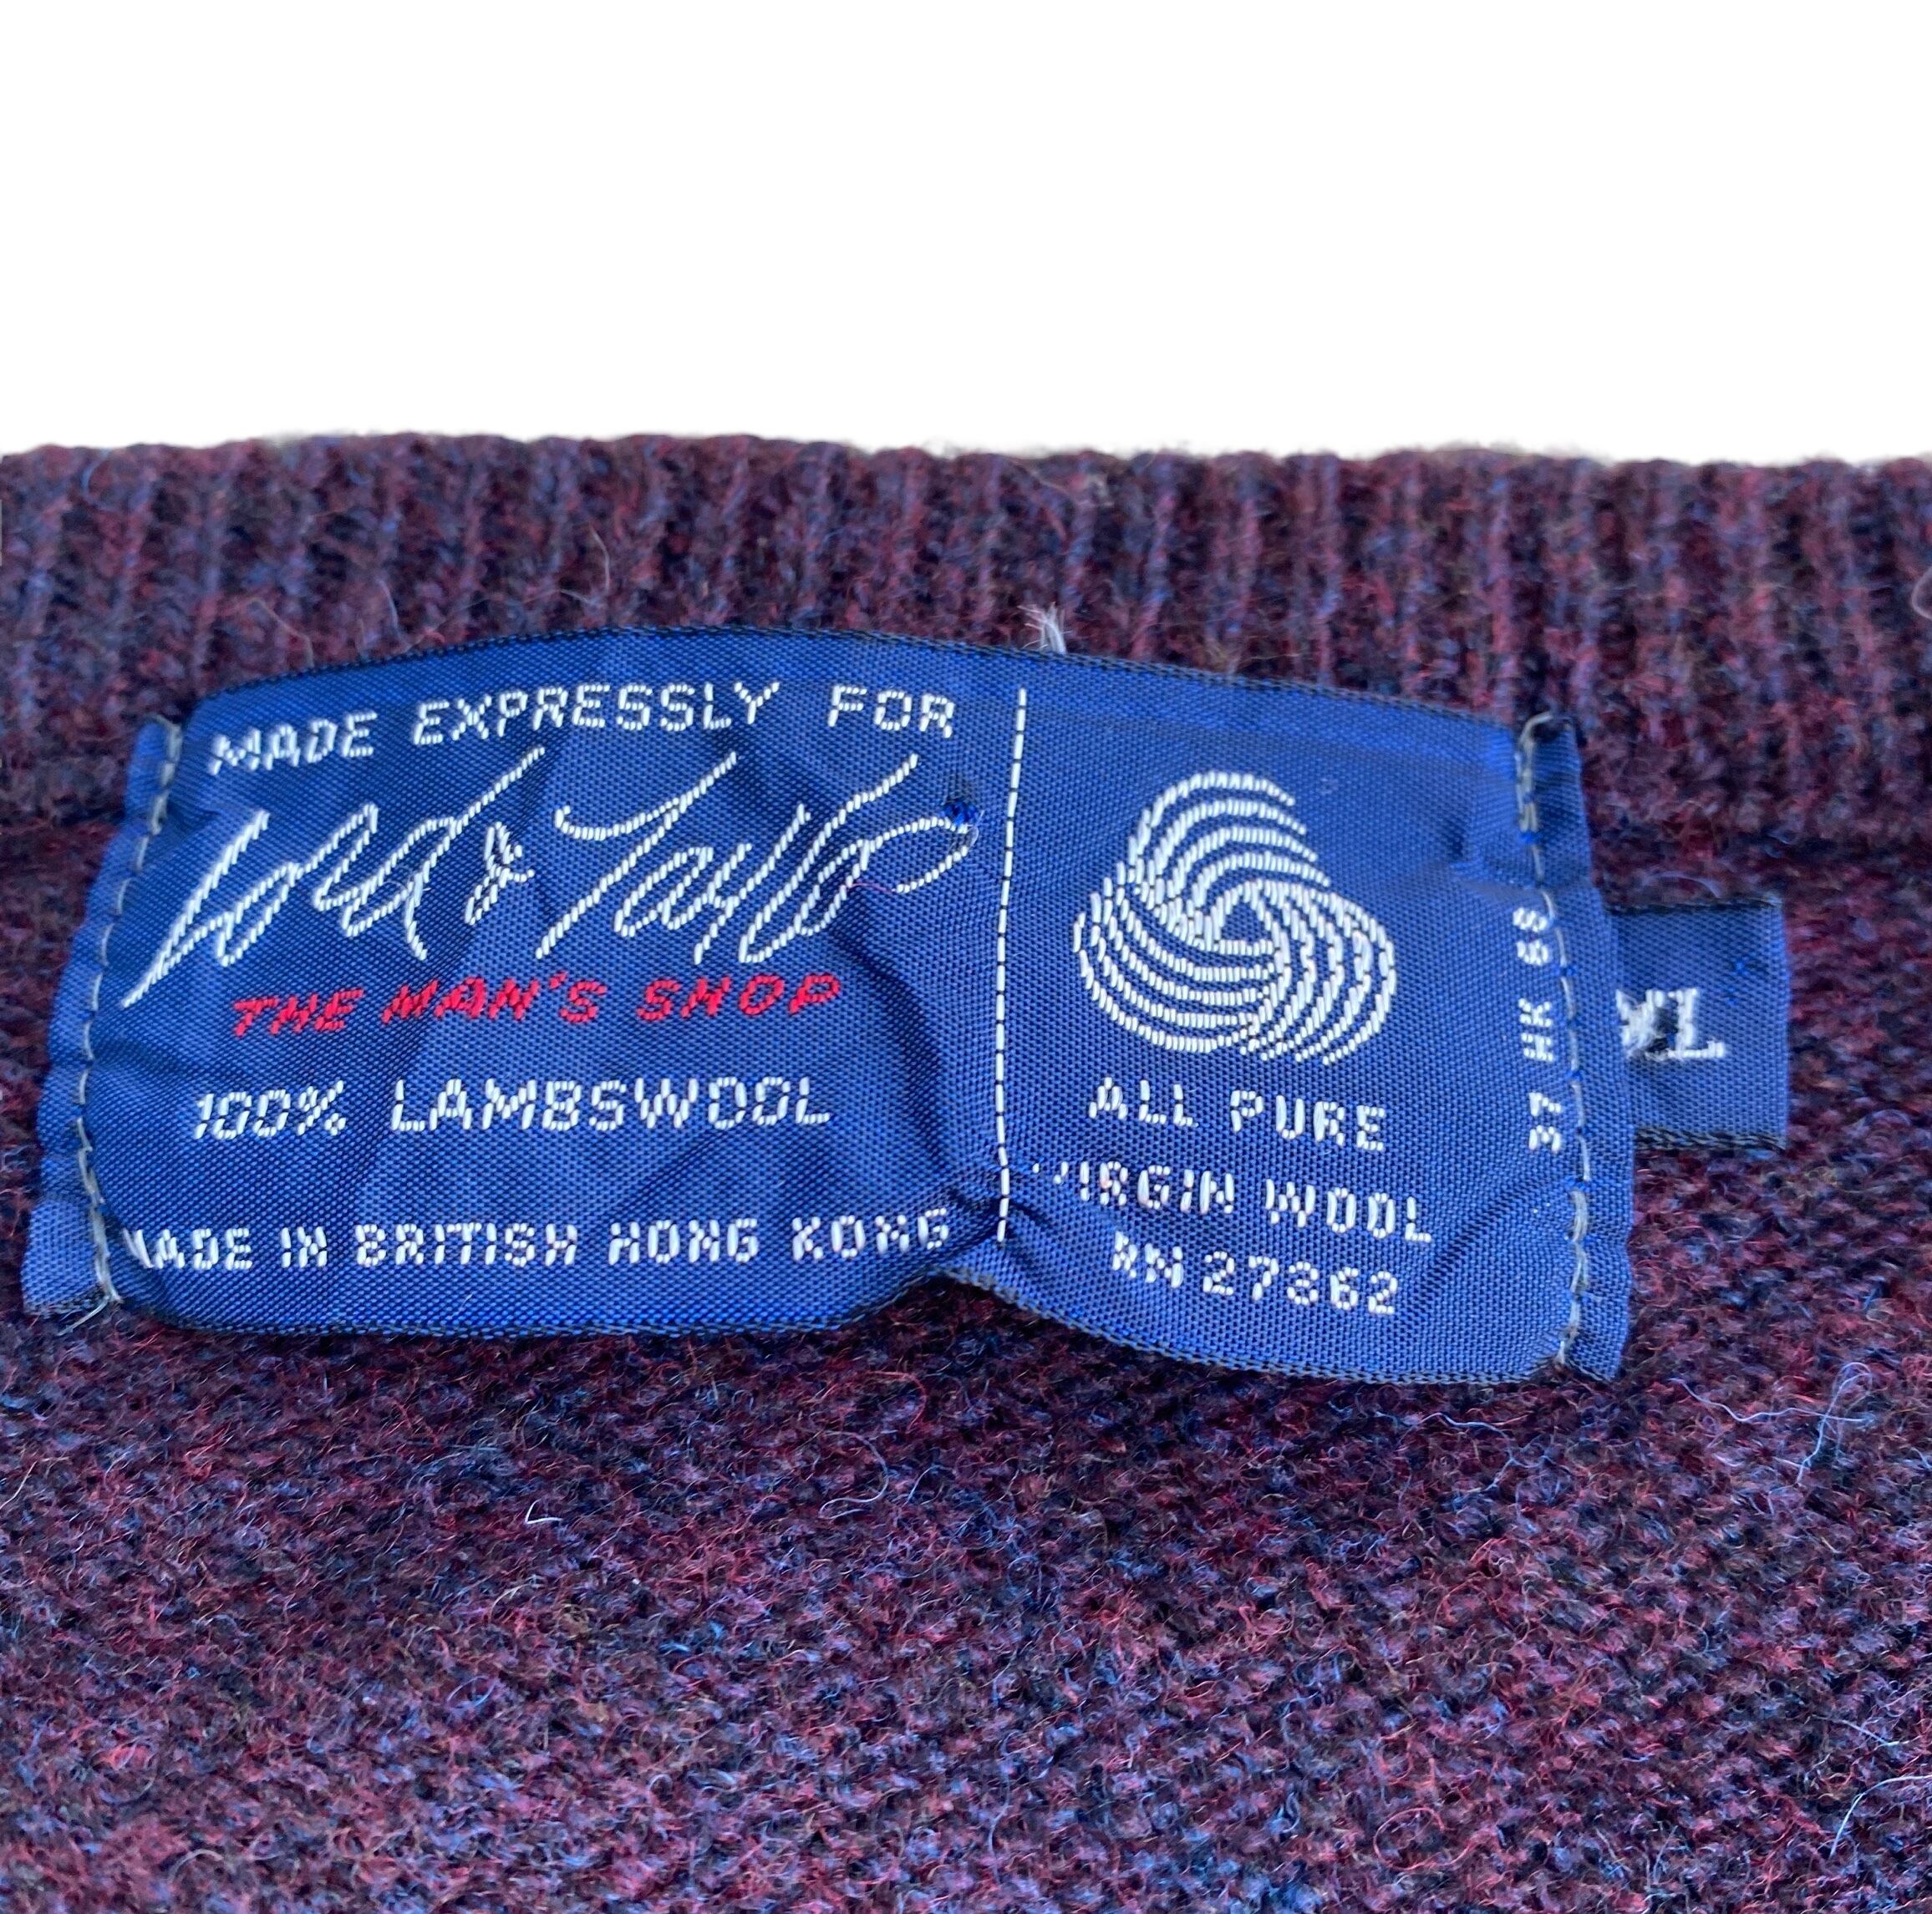 MADE EXPRESSLY FOR
Lord & Taylor
THE MAN'S SHOP
100% LAMBSWOOL
MADE IN BRITISH HONG KONG
ALL PURE
VIRGIN WOOL
RN 27362
37 HK 68
XL